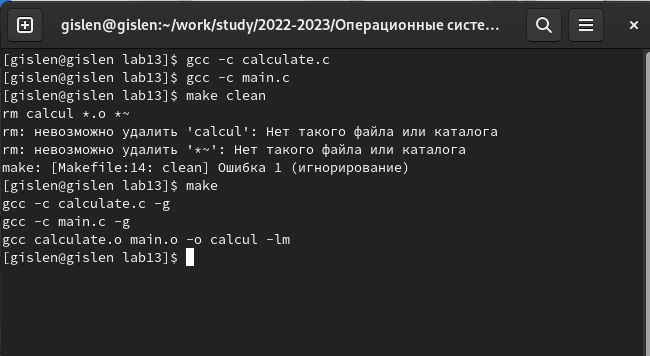 gislen@gislen:~/work/study/2022-2023/Операционные систе...
[gislen@gislen lab13]$ gcc -c calculate.c
[gislen@gislen lab13]$ gcc -c main.c
[gislen@gislen lab13]$ make clean
rm calcul *.o *~
rm: невозможно удалить 'calcul': Нет такого файла или каталога
rm: невозможно удалить '*~': Нет такого файла или каталога
make: [Makefile:14: clean] Ошибка 1 (игнорирование)
[gislen@gislen lab13]$ make
gcc -c calculate.c -g
gcc -c main.c -g
gcc calculate.o main.o -o calcul -lm
[gislen@gislen lab13]$